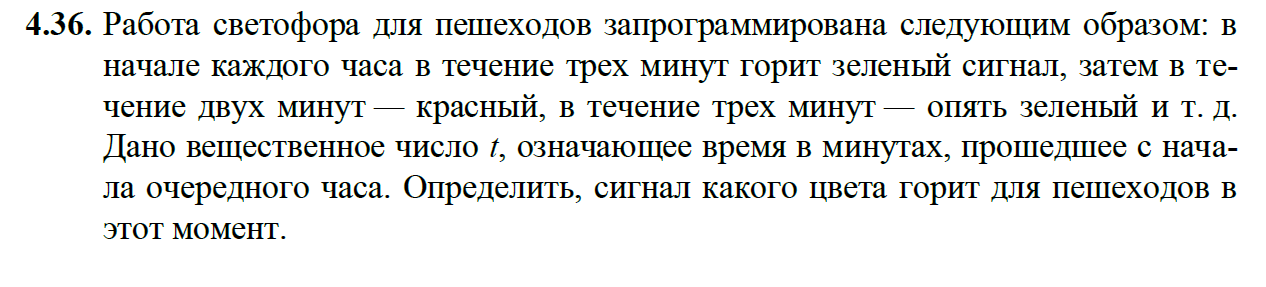 4.36. Работа светофора для пешеходов запрограммирована следующим образом: в
начале каждого часа в течение трех минут горит зеленый сигнал, затем в те-
чение двух минут — красный, в течение трех минут — опять зеленый и т. д.
Дано вещественное число t, означающее время в минутах, прошедшее с нача-
ла очередного часа. Определить, сигнал какого цвета горит для пешеходов в
этот момент.